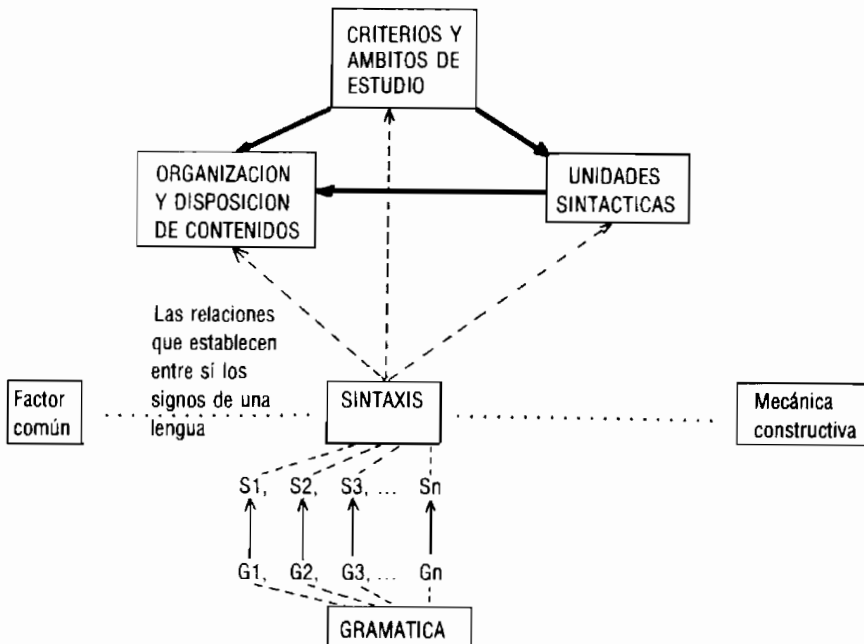 CRITERIOS Y
AMBITOS DE
ESTUDIO
ORGANIZACION
Y DISPOSICION
DE CONTENIDOS
UNIDADES
SINTACTICAS
Las relaciones
que establecen
entre sí los
signos de una
lengua
Factor
común
SINTAXIS
Mecánica
constructiva
S1, S2, S3, ... Sn
G1, G2, G3, ... Gn
GRAMATICA